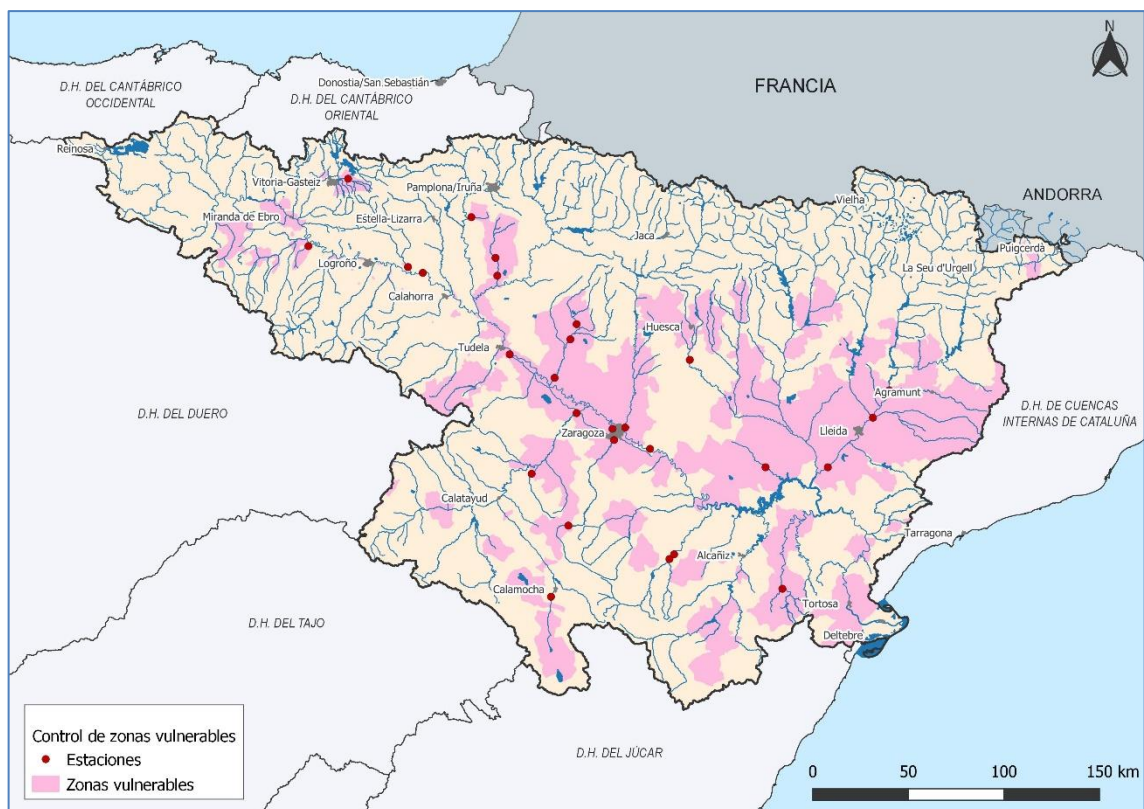 N
Donostia/San.Sebastián
D.H. DEL CANTÁBRICO
OCCIDENTAL
D.H. DEL CANTÁBRICO
ORIENTAL
FRANCIA
Reinosa
Vitoria-Gasteiz
Pamplona/Iruña
ANDORRA
Vielha
Miranda de Ebro
Estella-Lizarra
Jaca
Puigcerdá
Logroño
La Seu d'Urgell
Calahorra
Huesca
Tudela
Agramunt
D.H. DEL DUERO
D.H. DE CUENCAS
INTERNAS DE CATALUÑA
Zaragoza
Lleida
Calatayud
Tarragona
Alcañiz
Calamocha
Tortosa
D.H. DEL TAJO
Deltebre
Control de zonas vulnerables
Estaciones
Zonas vulnerables
D.H. DEL JÚCAR
0 50 100 150 km